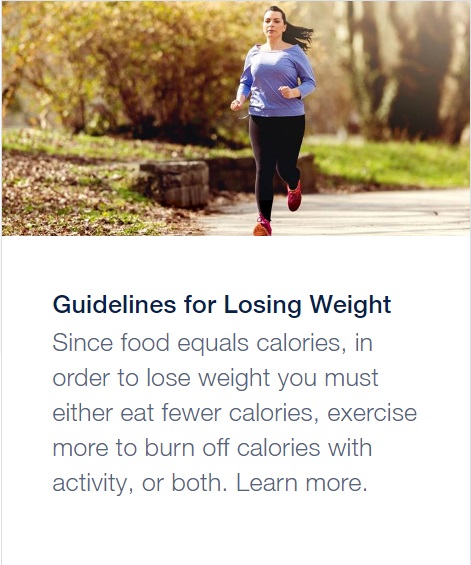 Guidelines for Losing Weight
Since food equals calories, in
order to lose weight you must
either eat fewer calories, exercise
more to burn off calories with
activity, or both. Learn more.